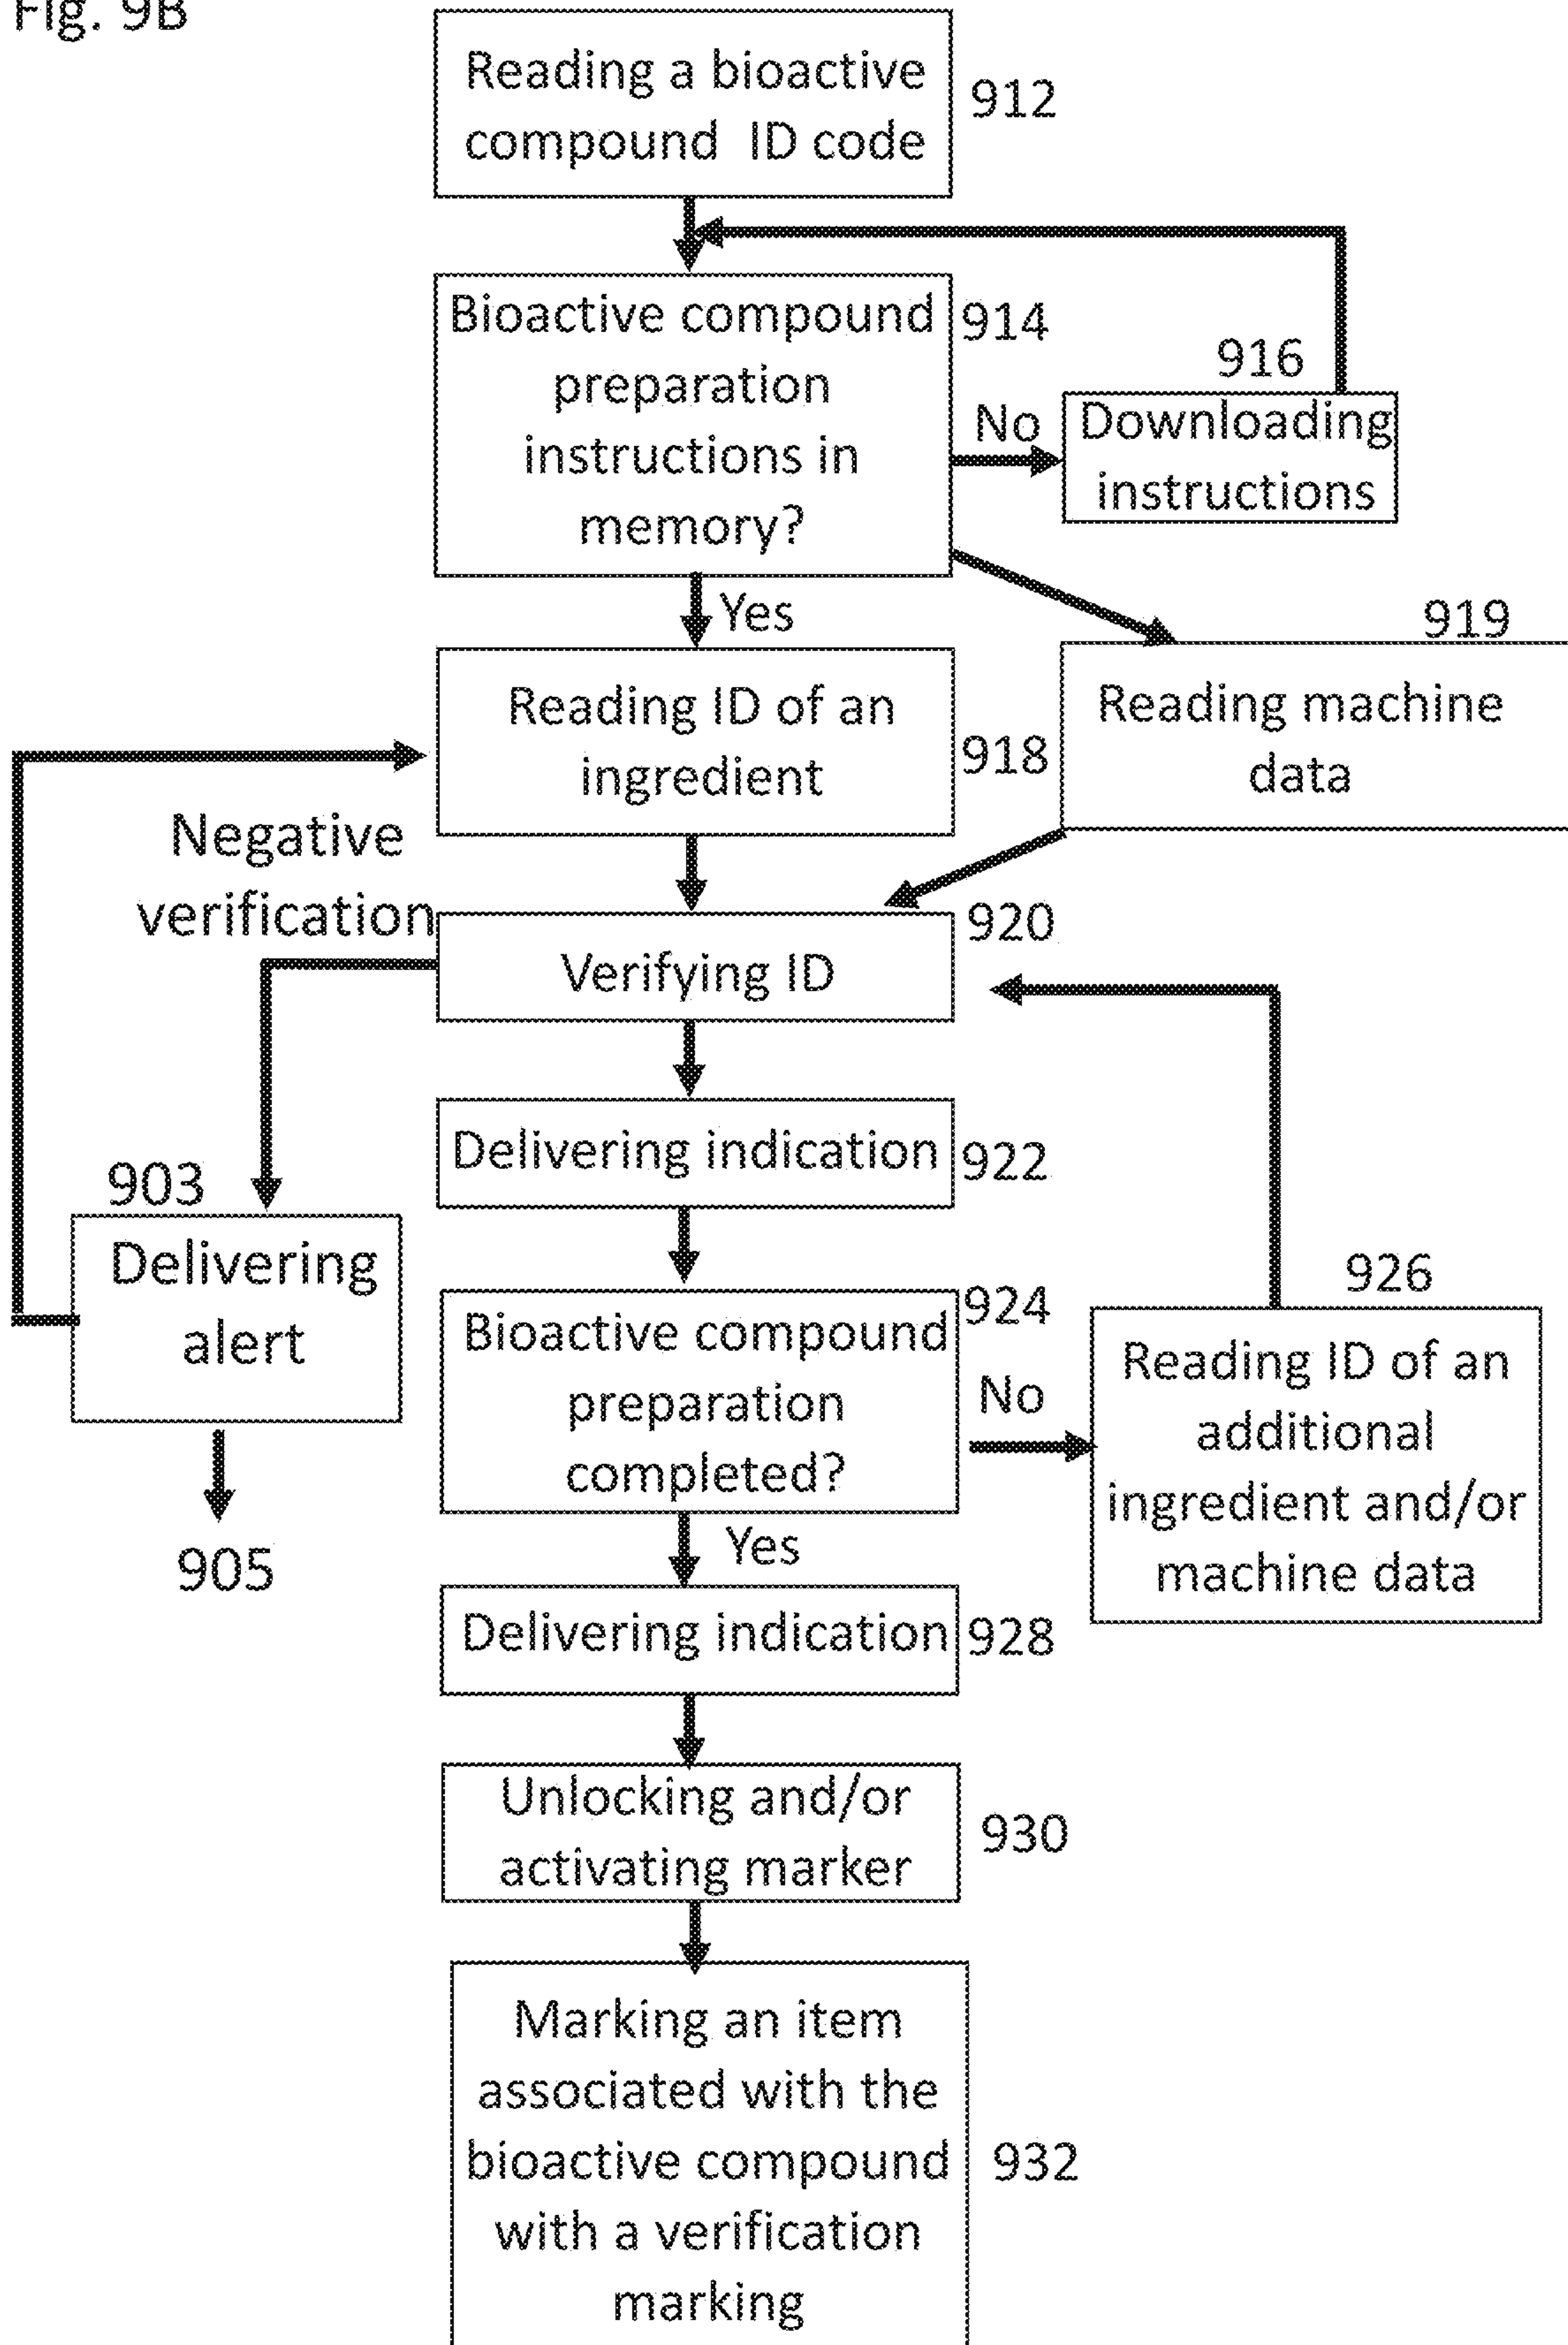 Fig. 9B
Reading a bioactive
compound ID code
912
Bioactive compound
preparation
instructions in
memory?
914
No
916
Downloading
instructions
Yes
919
Reading machine
data
Reading ID of an
ingredient
918
Negative
verification
Verifying ID
920
Delivering indication
922
903
Delivering
alert
905
Bioactive compound
preparation
completed?
924
No
926
Reading ID of an
additional
ingredient and/or
machine data
Yes
Delivering indication
928
Unlocking and/or
activating marker
930
Marking an item
associated with the
bioactive compound
with a verification
marking
932